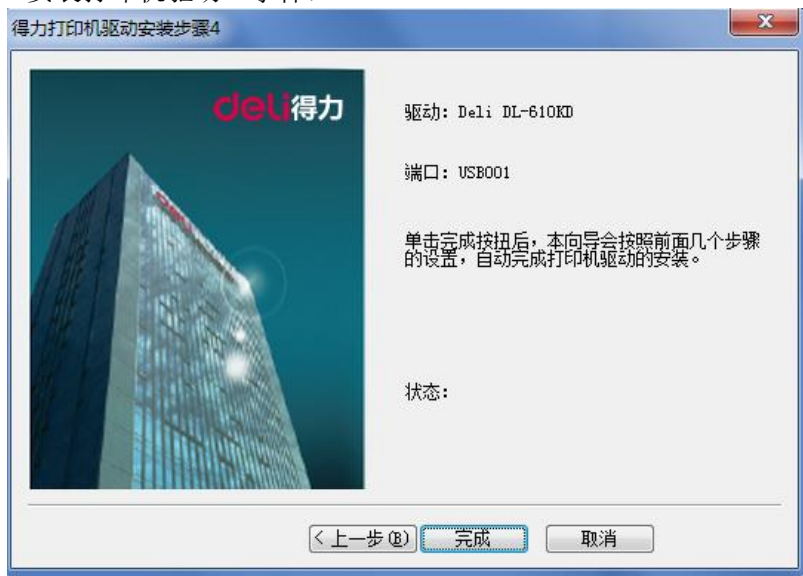 得力打印机驱动安装步骤4
deli得力
deli
驱动: Deli DL-610KD
端口: USB001
单击完成按扭后，本向导会按照前面几个步骤
的设置，自动完成打印机驱动的安装。
状态:
< 上一步(B)
完成
取消